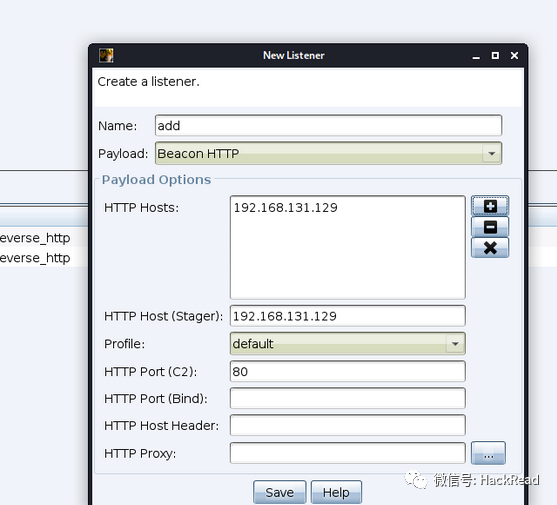 New Listener
Create a listener.
Name: add
Payload: Beacon HTTP
Payload Options
HTTP Hosts: 192.168.131.129
everse_http
everse_http
HTTP Host (Stager): 192.168.131.129
Profile: default
HTTP Port (C2): 80
HTTP Port (Bind):
HTTP Host Header:
HTTP Proxy: ...
微信号: HackRead
Save Help